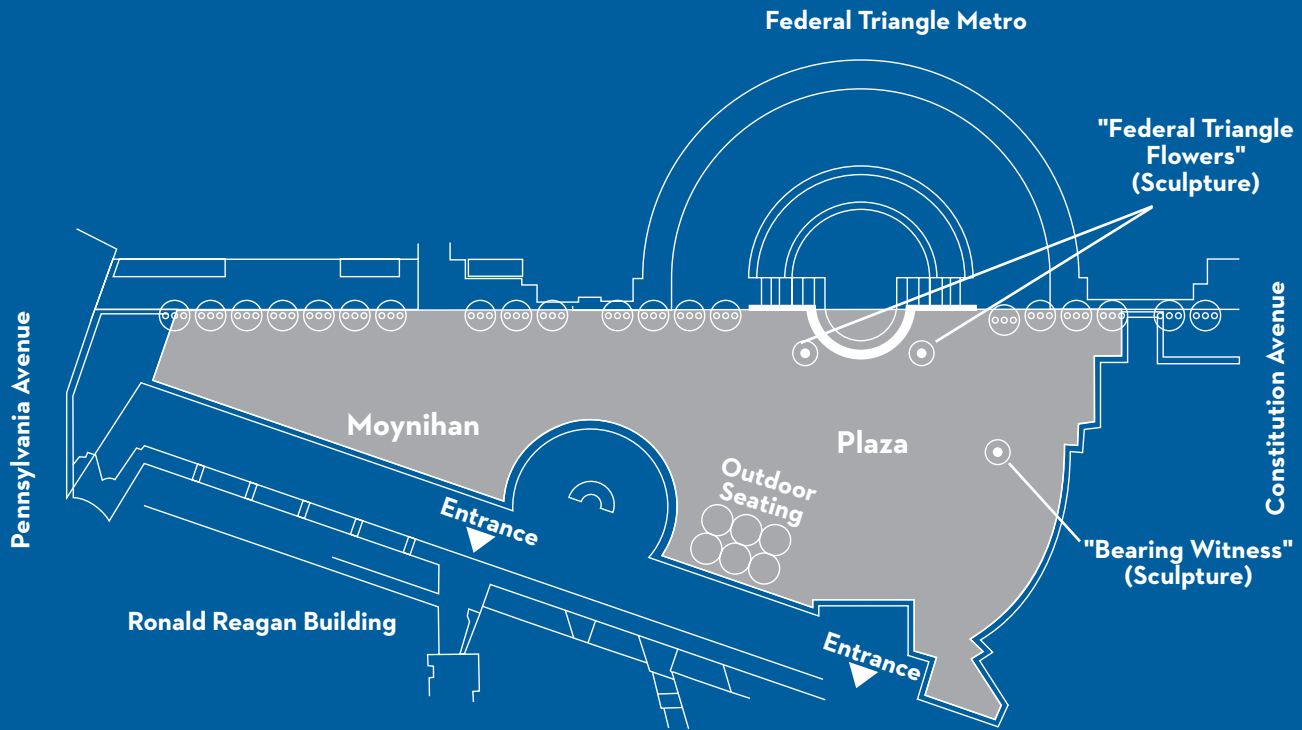 Federal Triangle Metro
"Federal Triangle
Flowers"
(Sculpture)
Pennsylvania Avenue
Constitution Avenue
Moynihan
Plaza
Outdoor
Seating
Entrance
"Bearing Witness"
(Sculpture)
Ronald Reagan Building
Entrance